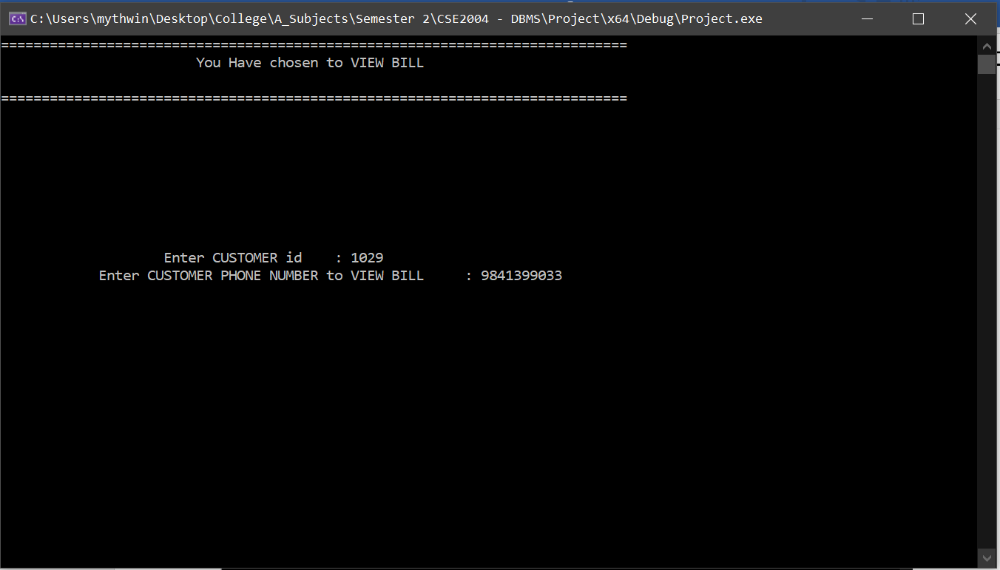 C:\Users\mythwin\Desktop\College\A_Subjects\Semester 2\CSE2004 - DBMS\Project\x64\Debug\Project.exe
=============================================================================
You Have chosen to VIEW BILL
=============================================================================
Enter CUSTOMER id    : 1029
Enter CUSTOMER PHONE NUMBER to VIEW BILL     : 9841399033